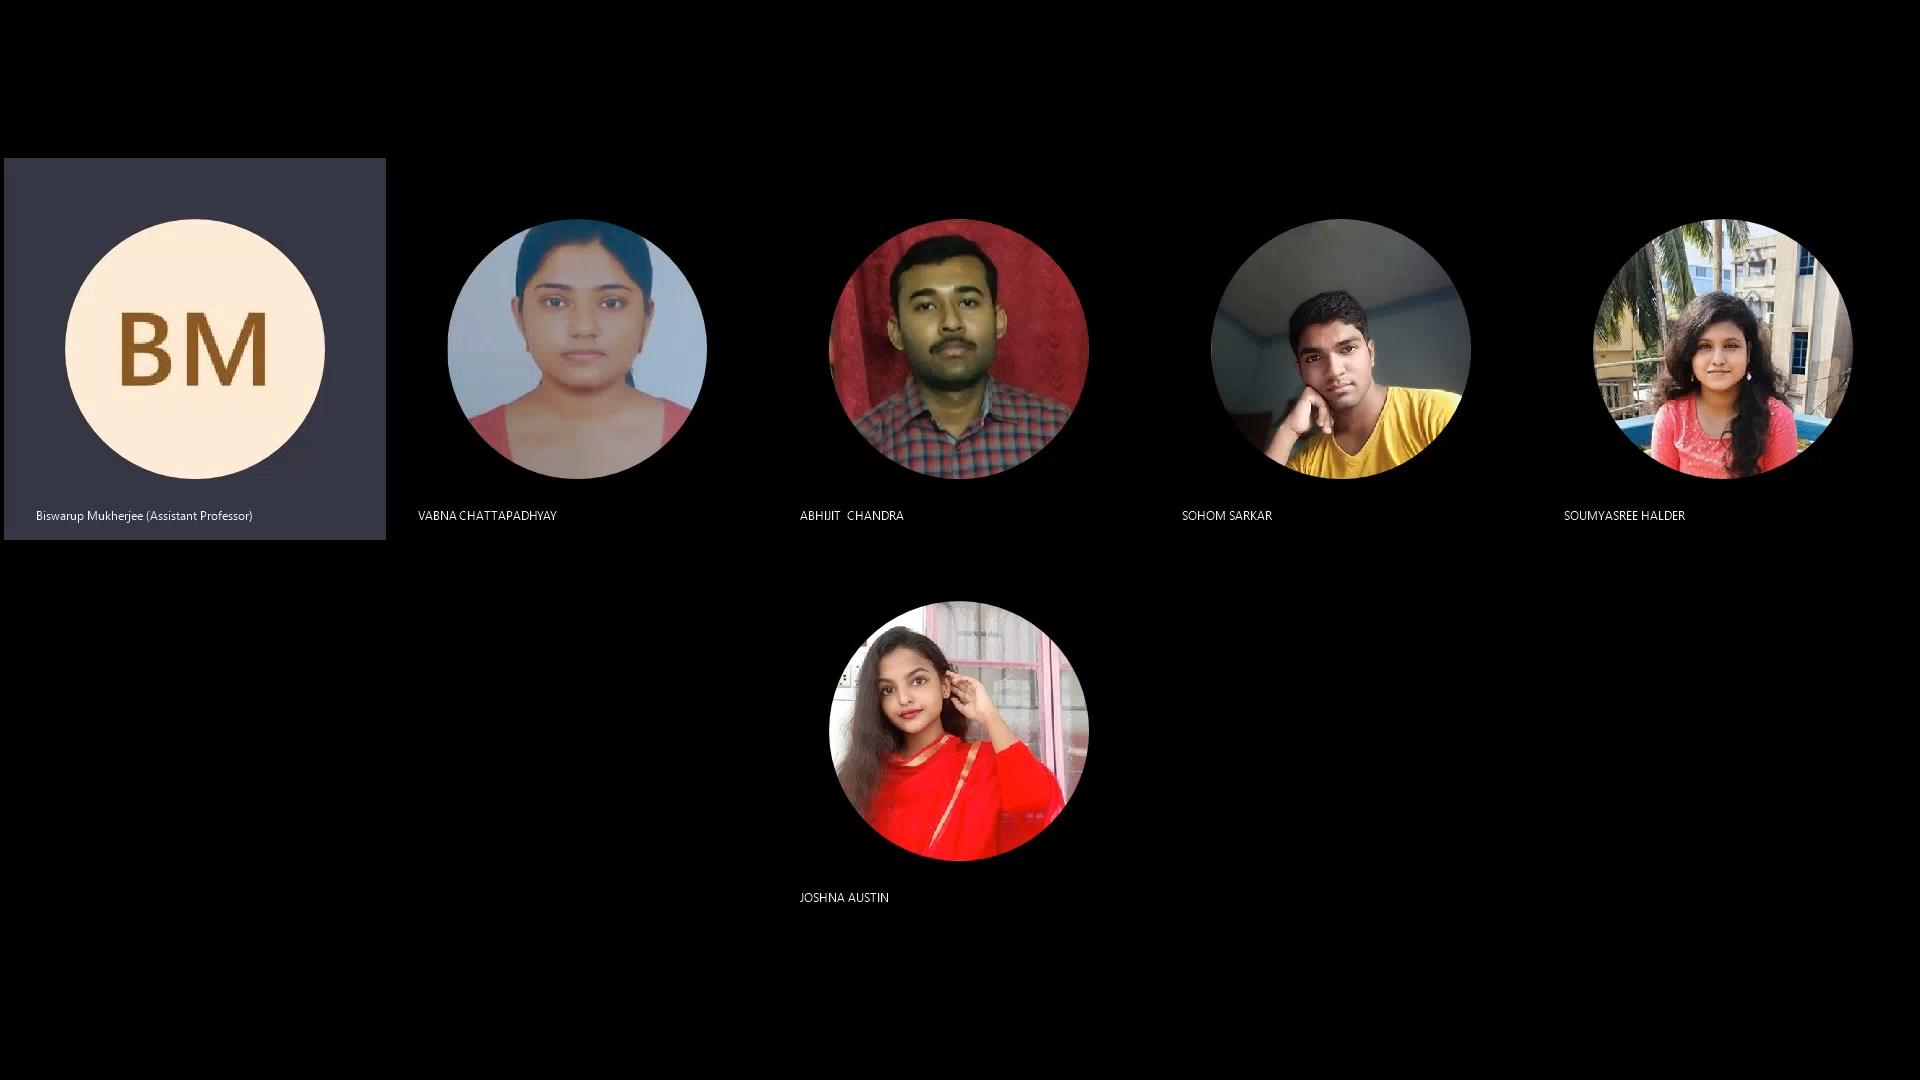 BM
Biswarup Mukherjee (Assistant Professor)
VABNA CHATTAPADHYAY
ABHIJIT  CHANDRA
SOHOM SARKAR
SOUMYASREE HALDER
JOSHNA AUSTIN